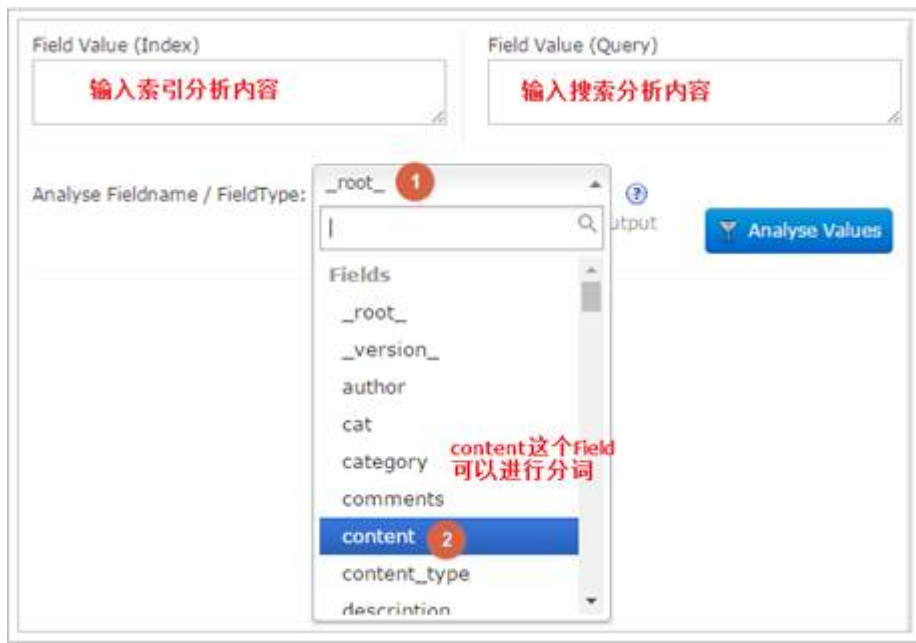 Field Value (Index)
Field Value (Query)
输入索引分析内容
输入搜索分析内容
Analyse Fieldname / FieldType:
_root_ 1
?
utput
Analyse Values
Fields
_root_
_version_
author
cat
category
content这个Field
可以进行分词
comments
content 2
content_type
description